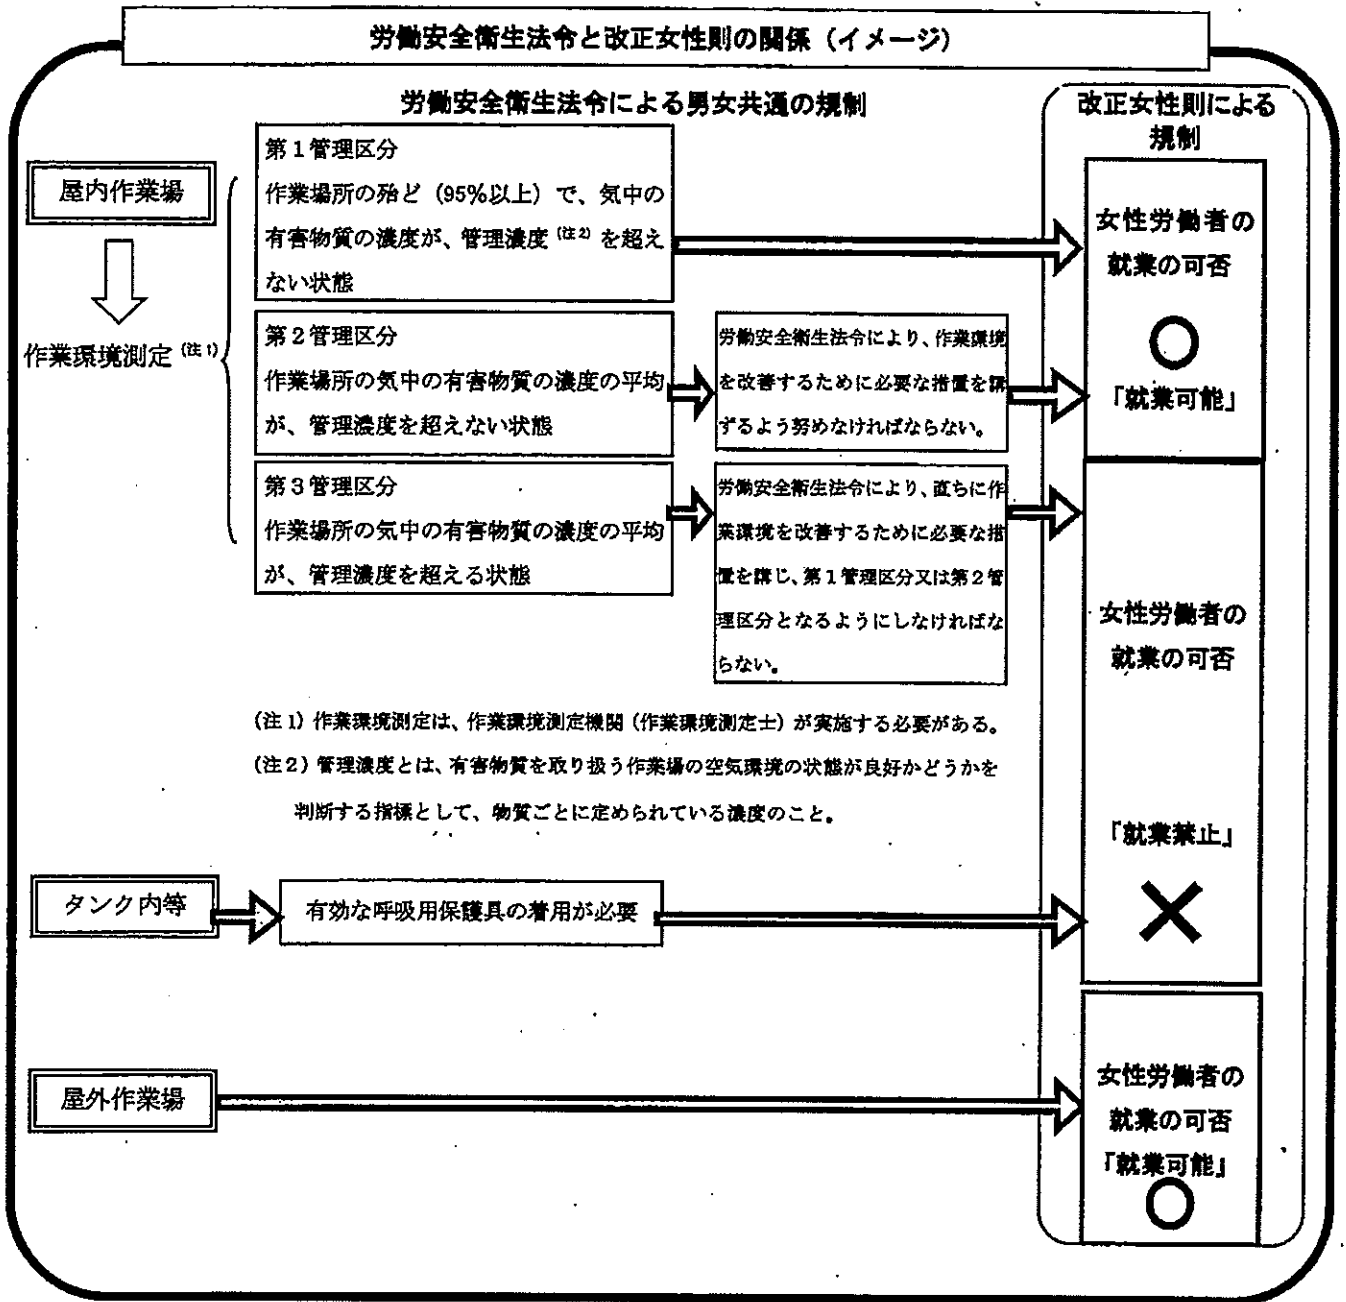 労働安全衛生法令と改正女性則の関係（イメージ）
労働安全衛生法令による男女共通の規制
改正女性則による
規制
屋内作業場
作業環境測定（注1）
第１管理区分
作業場所の殆ど（95%以上）で、気中の
有害物質の濃度が、管理濃度（注2）を超え
ない状態
女性労働者の
就業の可否
○
「就業可能」
第２管理区分
作業場所の気中の有害物質の濃度の平均
が、管理濃度を超えない状態
労働安全衛生法令により、作業環境
を改善するために必要な措置を講
ずるよう努めなければならない。
第３管理区分
作業場所の気中の有害物質の濃度の平均
が、管理濃度を超える状態
労働安全衛生法令により、直ちに作
業環境を改善するために必要な措
置を講じ、第１管理区分又は第２管
理区分となるようにしなければな
らない。
女性労働者の
就業の可否
「就業禁止」
×
（注1）作業環境測定は、作業環境測定機関（作業環境測定士）が実施する必要がある。
（注2）管理濃度とは、有害物質を取り扱う作業場の空気環境の状態が良好かどうかを
判断する指標として、物質ごとに定められている濃度のこと。
タンク内等
有効な呼吸用保護具の着用が必要
屋外作業場
女性労働者の
就業の可否
「就業可能」
○